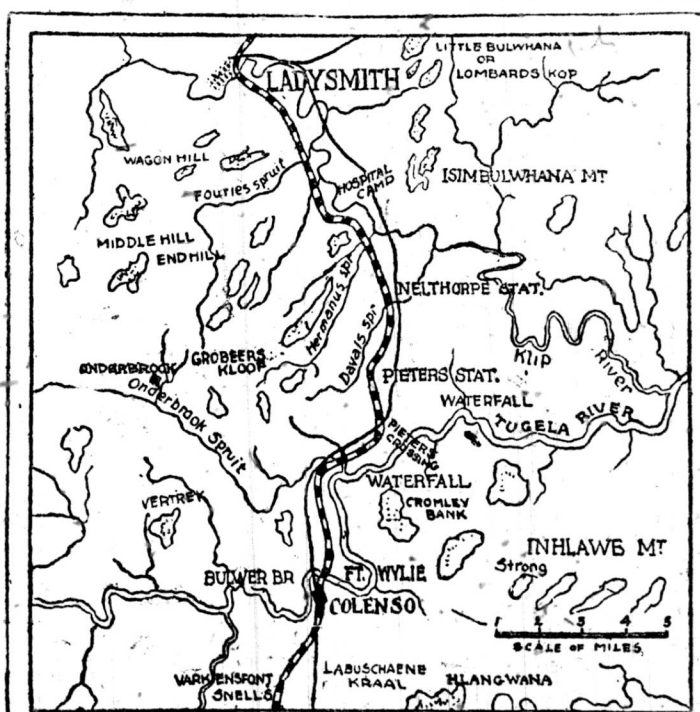 LITTLE BULWHANA
OR
LOMBARDS KOP
LADYSMITH
WAGON HILL
Fouries spruit
HOSPITAL
CAMP
ISIMBULWHANA MT
MIDDLE HILL
END HILL
NELTHORPE STAT.
Hermanus spr
Davals spr
Klip
River
ONDERBROOK
GROBEERS
KLOOF
PIETERS STAT.
WATERFALL
TUGELA RIVER
Onderbrook Spruit
PIETERS
CROSSING
WATERFALL
CROMLEY
BANK
VERTREK
INHLAWE MT
Strong
BULWER BR
FT. WYLIE
COLENSO
1 2 3 4 5
SCALE OF MILES
VARKENSFONT
SNELLS
LABUSCHAENE
KRAAL
HLANGWANA